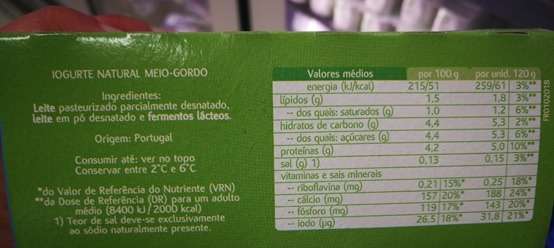 IOGURTE NATURAL MEIO-GORDO
Ingredientes:
Leite pasteurizado parcialmente desnatado,
leite em pó desnatado e fermentos lácteos.
Origem: Portugal
Consumir até: ver no topo
Conservar entre 2°C e 6°C
*do Valor de Referência do Nutriente (VRN)
**da Dose de Referência (DR) para um adulto
médio (8400 kJ / 2000 kcal)
1) Teor de sal deve-se exclusivamente
ao sódio naturalmente presente.
Valores médios por 100 g por unid. 120 g
energia (kJ/kcal) 215/51 259/61 3%**
lípidos (g) 1,5 1,8 3%**
-- dos quais: saturados (g) 1,0 1,2 6%**
hidratos de carbono (g) 4,4 5,3 2%**
-- dos quais: açúcares (g) 4,4 5,3 6%**
proteínas (g) 4,2 5,0 10%**
sal (g) 1) 0,13 0,15 3%**
vitaminas e sais minerais
-- riboflavina (mg) 0,21 15%* 0,25 18%*
-- cálcio (mg) 157 20%* 188 24%*
-- fósforo (mg) 119 17%* 143 20%*
-- iodo (µg) 26,5 18%* 31,8 21%*